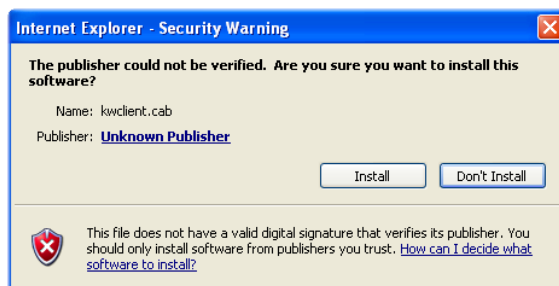 Internet Explorer - Security Warning
The publisher could not be verified. Are you sure you want to install this
software?
Name: kwclient.cab
Publisher: Unknown Publisher
Install
Don't Install
This file does not have a valid digital signature that verifies its publisher. You
should only install software from publishers you trust. How can I decide what
software to install?